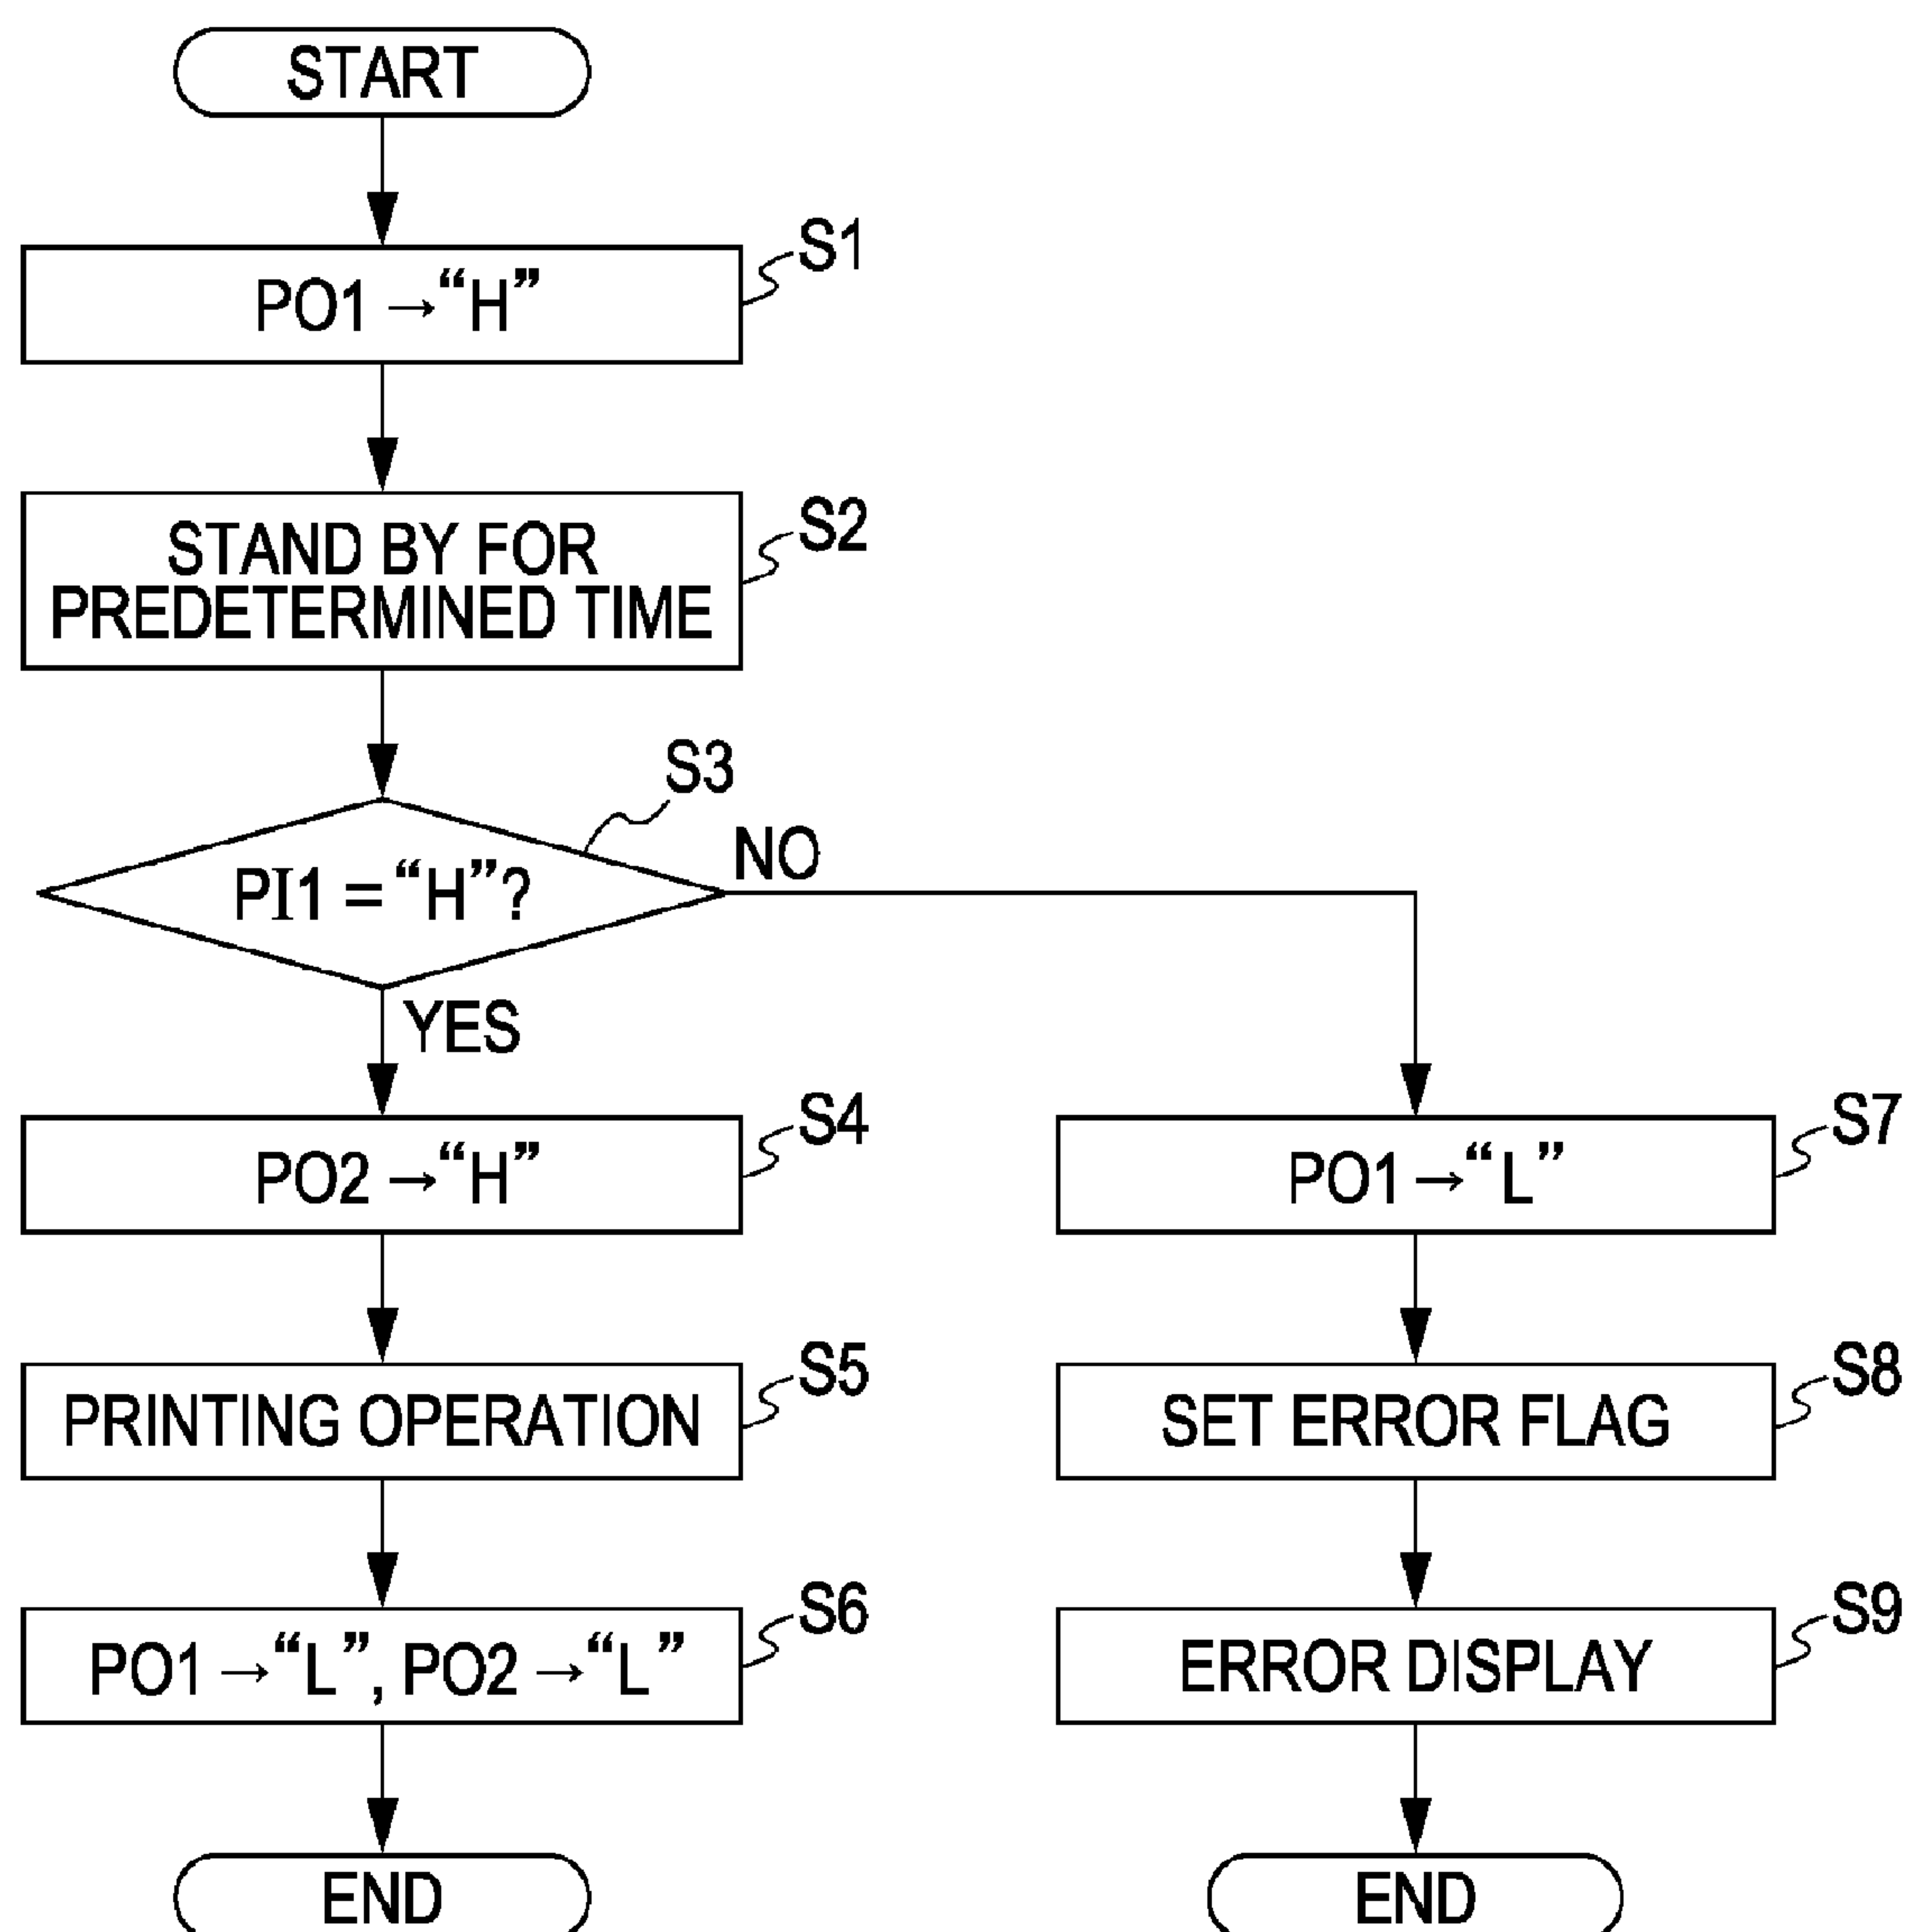 START
PO1 → “H”
S1
STAND BY FOR
PREDETERMINED TIME
S2
S3
PI1 = “H”?
NO
YES
PO2 → “H”
S4
PO1 → “L”
S7
PRINTING OPERATION
S5
SET ERROR FLAG
S8
PO1 → “L”, PO2 → “L”
S6
ERROR DISPLAY
S9
END
END